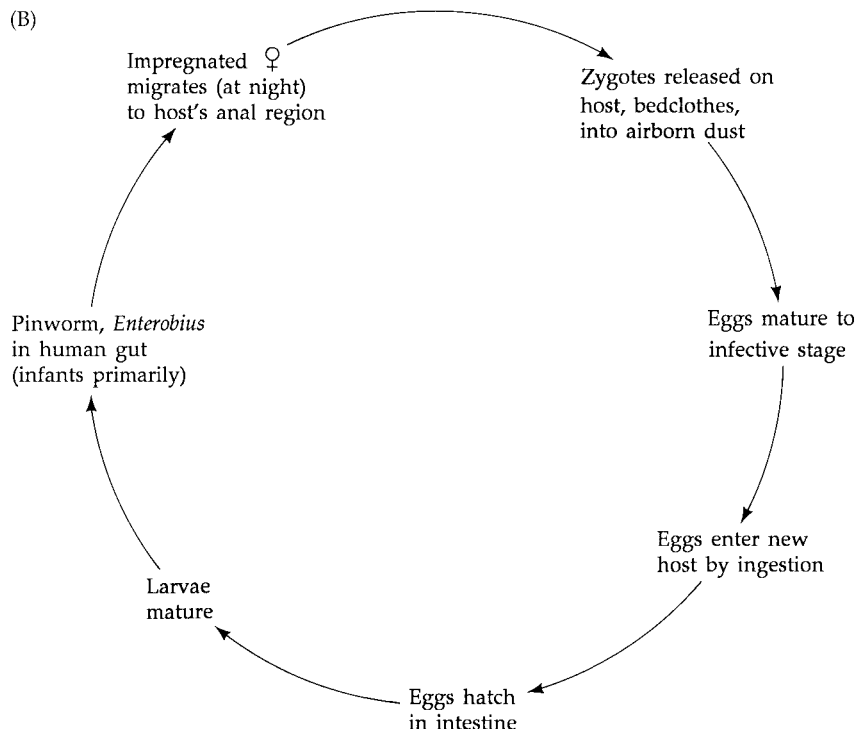 (B)
Impregnated ♀
migrates (at night)
to host's anal region
Zygotes released on
host, bedclothes,
into airborn dust
Eggs mature to
infective stage
Eggs enter new
host by ingestion
Eggs hatch
in intestine
Larvae
mature
Pinworm, Enterobius
in human gut
(infants primarily)